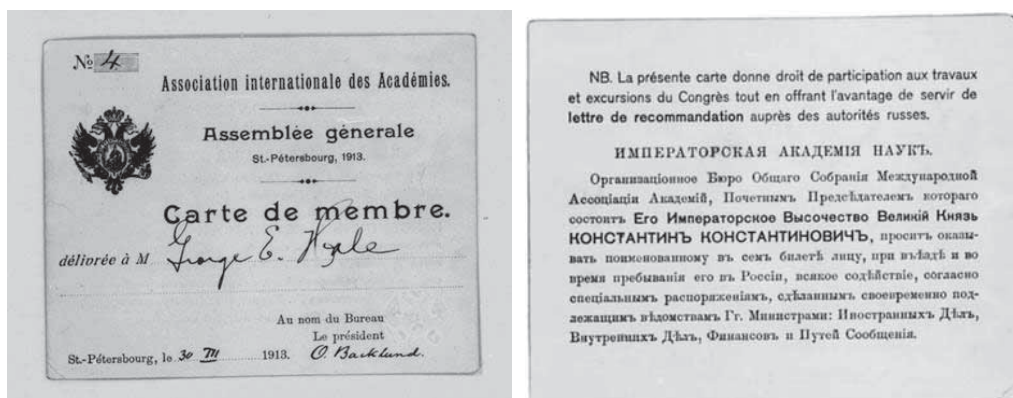 № 4
Association internationale des Académies.
Assemblée générale
St.-Pétersbourg, 1913.
Carte de membre.
délivrée à M George E. Hale
Au nom du Bureau
Le président
St.-Pétersbourg, le 30 III 1913. O. Backlund.
NB. La présente carte donne droit de participation aux travaux
et excursions du Congrès tout en offrant l'avantage de servir de
lettre de recommandation auprès des autorités russes.
ИМПЕРАТОРСКАЯ АКАДЕМІЯ НАУКЪ.
Организаціонное Бюро Общаго Собранія Международной
Ассоціаціи Академій, Почетнымъ Предсѣдателемъ котораго
состоитъ Его Императорское Высочество Великій Князь
КОНСТАНТИНЪ КОНСТАНТИНОВИЧЪ, проситъ оказы-
вать поименованному въ семъ билетѣ лицу, при въѣздѣ и во
время пребыванія его въ Россіи, всякое содѣйствіе, согласно
спеціальнымъ распоряженіямъ, сдѣланнымъ своевременно под-
лежащимъ вѣдомствамъ Гг. Министрами: Иностранныхъ Дѣлъ,
Внутреннихъ Дѣлъ, Финансовъ и Путей Сообщенія.